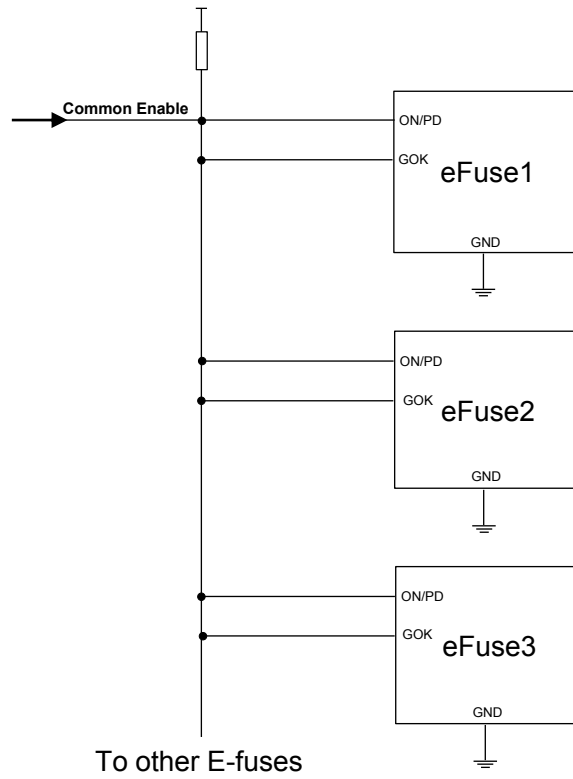 Common Enable
ON/PD
GOK
eFuse1
GND
ON/PD
GOK
eFuse2
GND
ON/PD
GOK
eFuse3
GND
To other E-fuses